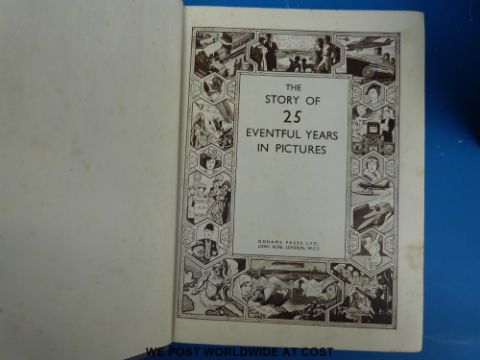 THE
STORY OF
25
EVENTFUL YEARS
IN PICTURES
ODHAMS PRESS LTD.,
LONG ACRE, LONDON, W.C.2
WE POST WORLDWIDE AT COST